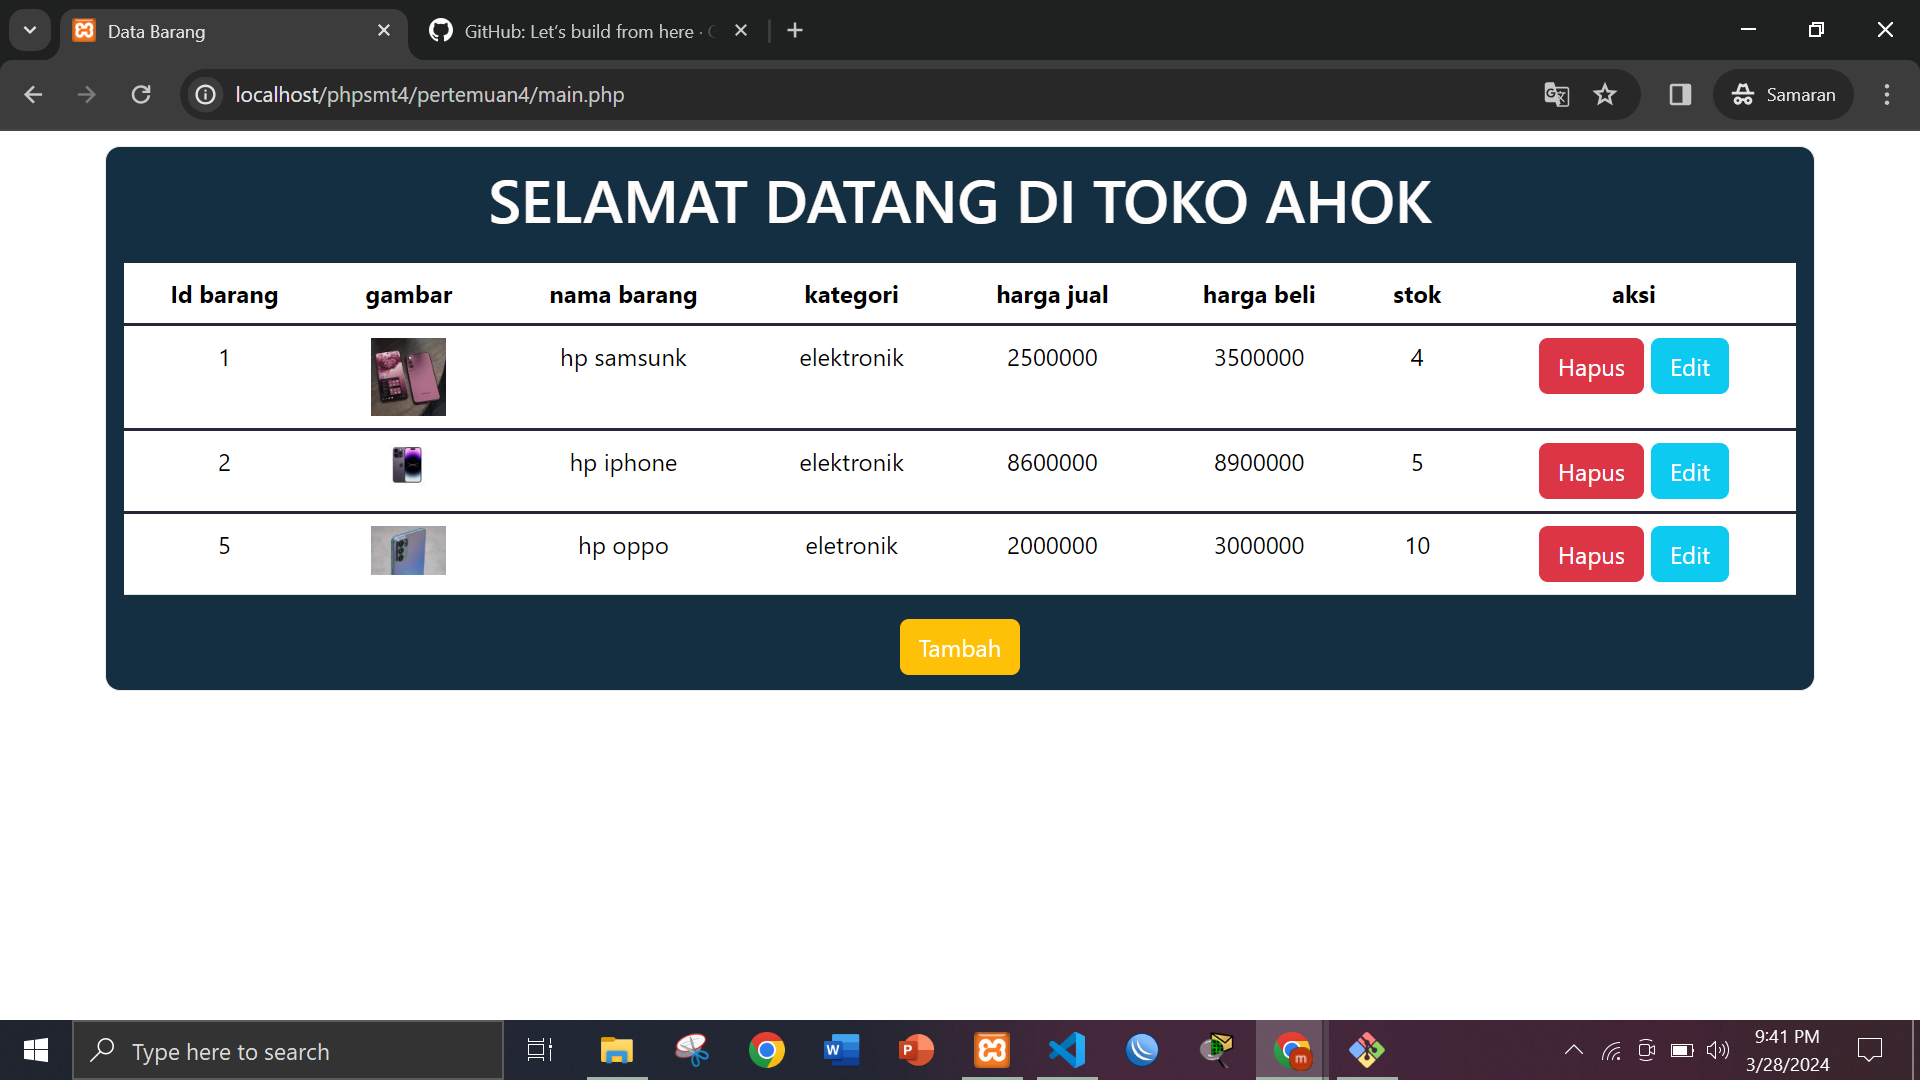 Data Barang
GitHub: Let's build from here ·
localhost/phpsmt4/pertemuan4/main.php
Samaran
SELAMAT DATANG DI TOKO AHOK
Id barang gambar nama barang kategori harga jual harga beli stok aksi
1 hp samsunk elektronik 2500000 3500000 4 Hapus Edit
2 hp iphone elektronik 8600000 8900000 5 Hapus Edit
5 hp oppo eletronik 2000000 3000000 10 Hapus Edit
Tambah
Type here to search
9:41 PM
3/28/2024